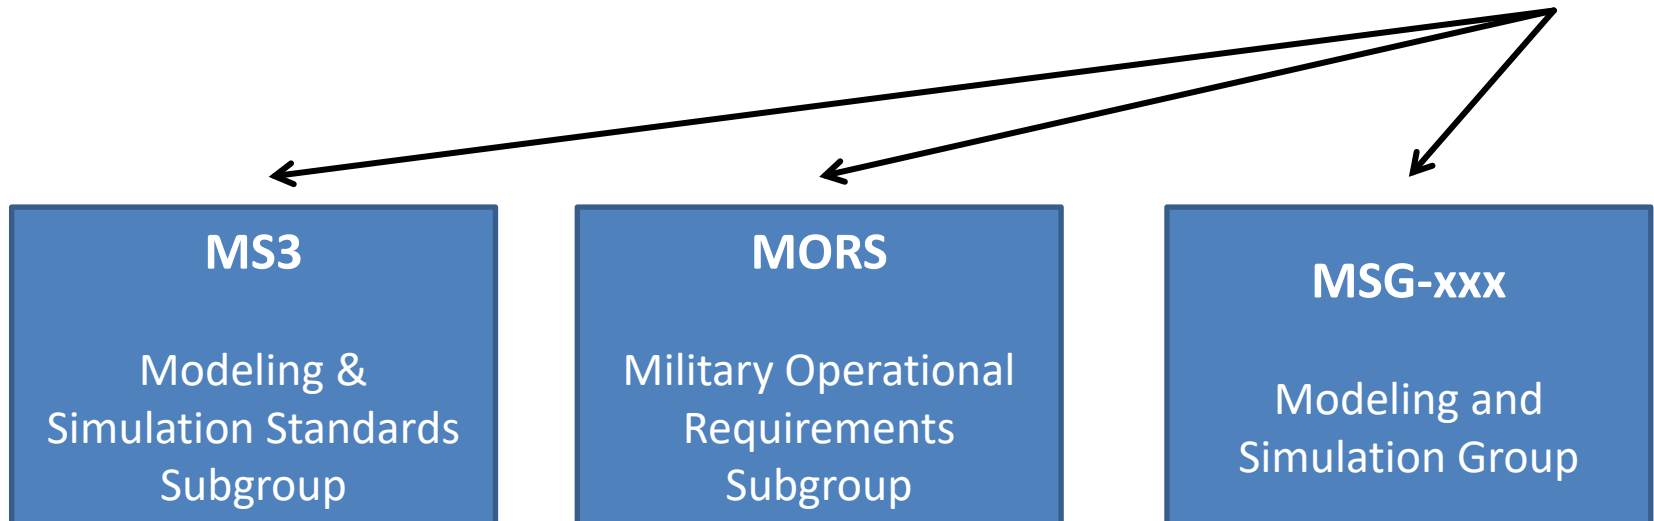 MS3
Modeling &
Simulation Standards
Subgroup
MORS
Military Operational
Requirements
Subgroup
MSG-xxx
Modeling and
Simulation Group